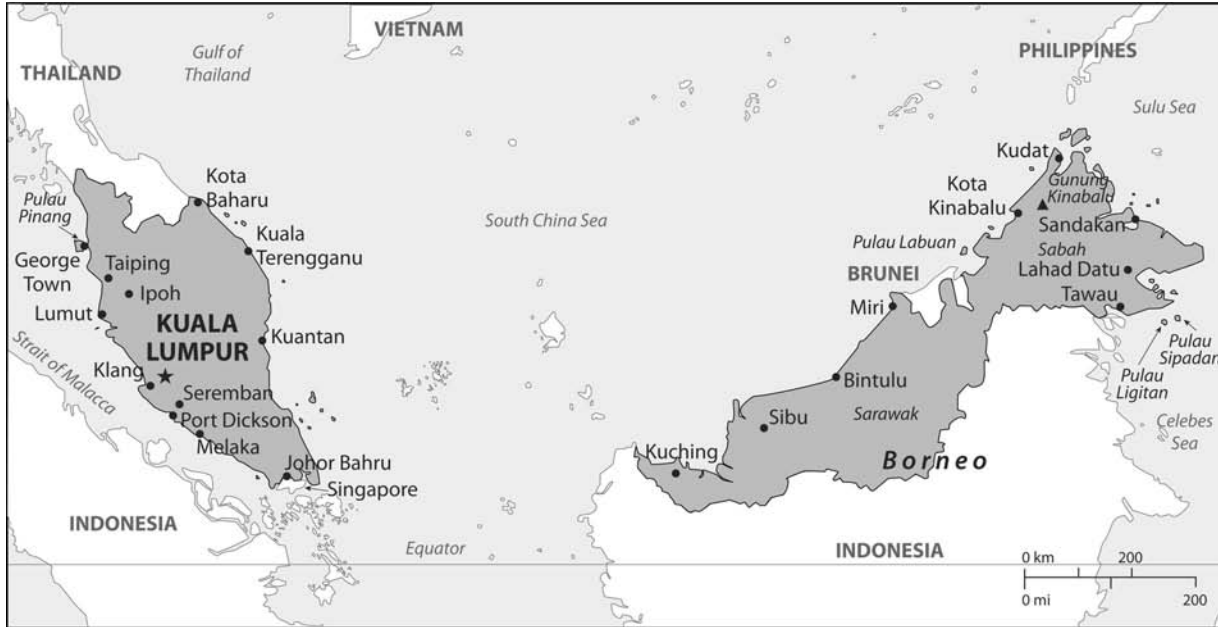 VIETNAM
Gulf of
Thailand
THAILAND
PHILIPPINES
Sulu Sea
Kudat
Kota
Baharu
Pulau
Pinang
Gunung
Kinabalu
Kota
Kinabalu
South China Sea
Sandakan
Kuala
Terengganu
George
Town
Pulau Labuan
Sabah
Taiping
BRUNEI
Lahad Datu
Ipoh
Tawau
Lumut
Miri
KUALA
LUMPUR
Kuantan
Pulau
Sipadan
Strait of Malacca
Klang
Pulau
Ligitan
Bintulu
Seremban
Port Dickson
Sarawak
Sibu
Celebes
Sea
Melaka
Kuching
Borneo
Johor Bahru
Singapore
INDONESIA
Equator
INDONESIA
0 km 200
0 mi 200